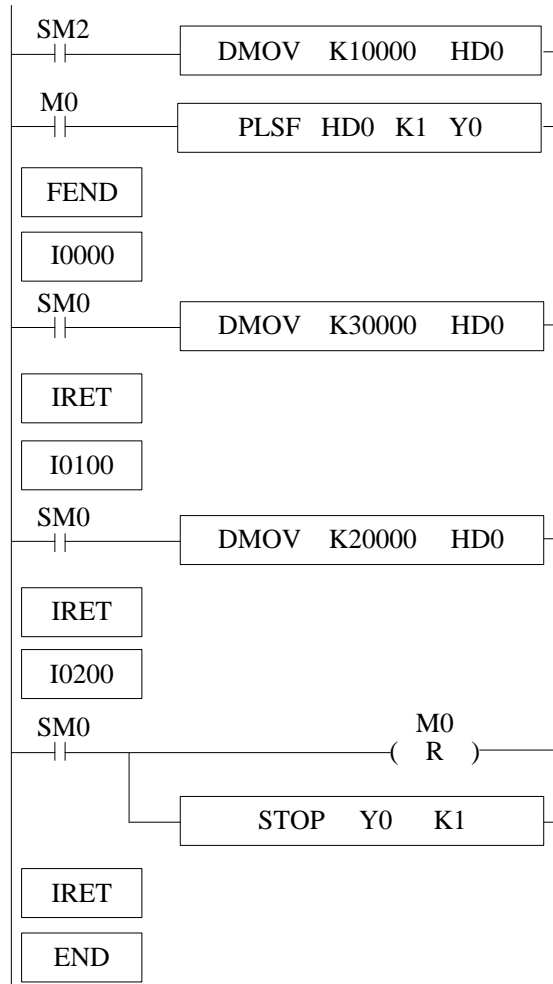 SM2
DMOV K10000 HD0
M0
PLSF HD0 K1 Y0
FEND
I0000
SM0
DMOV K30000 HD0
IRET
I0100
SM0
DMOV K20000 HD0
IRET
I0200
SM0
M0
( R )
STOP Y0 K1
IRET
END